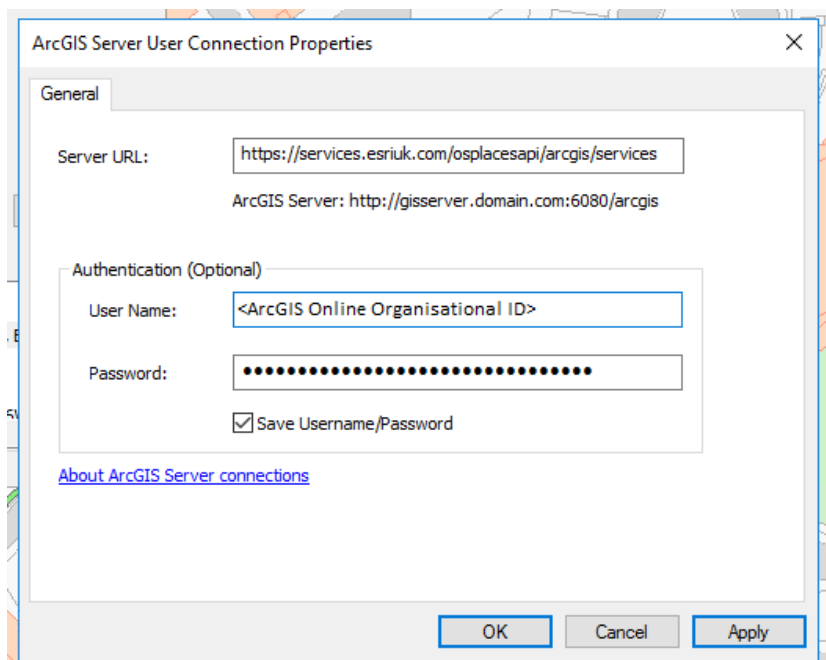 ArcGIS Server User Connection Properties
General
Server URL:
https://services.esriuk.com/osplacesapi/arcgis/services
ArcGIS Server: http://gisserver.domain.com:6080/arcgis
Authentication (Optional)
User Name:
<ArcGIS Online Organisational ID>
Password:
••••••••••••••••••••••••••••••••
Save Username/Password
About ArcGIS Server connections
OK Cancel Apply